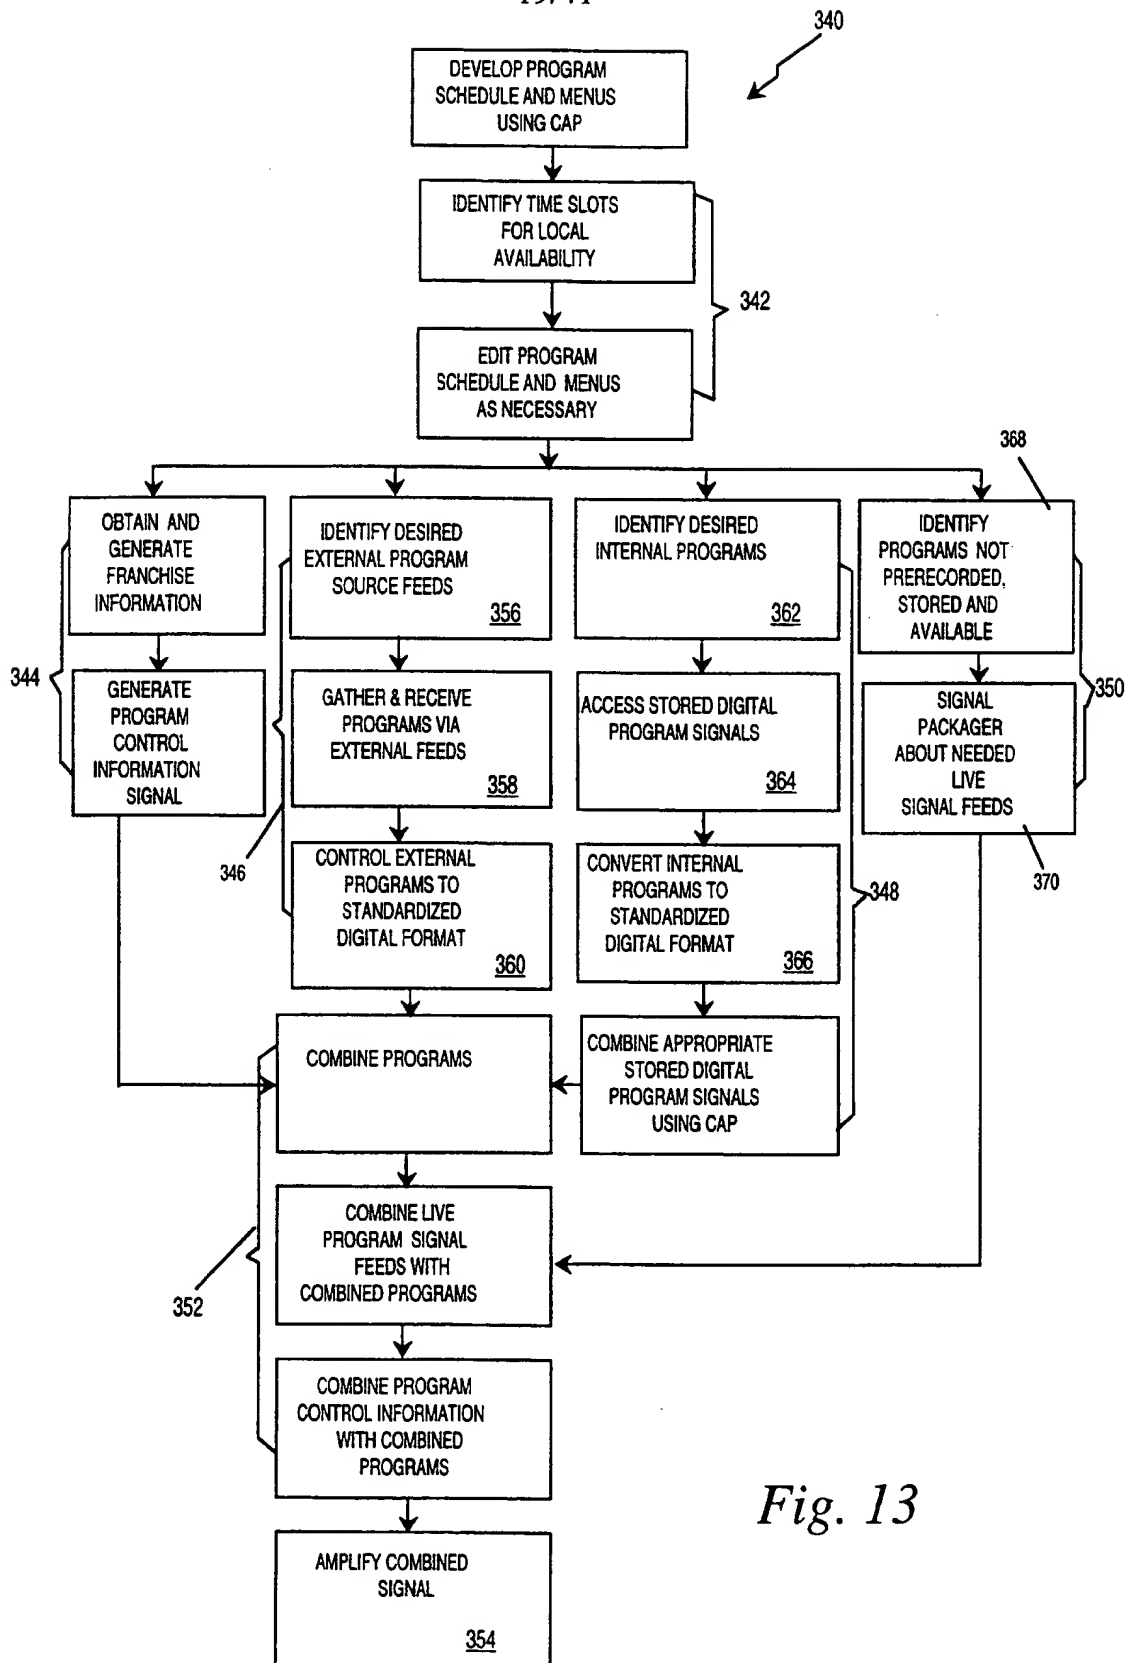 340
DEVELOP PROGRAM
SCHEDULE AND MENUS
USING CAP
IDENTIFY TIME SLOTS
FOR LOCAL
AVAILABILITY
342
EDIT PROGRAM
SCHEDULE AND MENUS
AS NECESSARY
368
OBTAIN AND
GENERATE
FRANCHISE
INFORMATION
IDENTIFY DESIRED
EXTERNAL PROGRAM
SOURCE FEEDS
356
IDENTIFY DESIRED
INTERNAL PROGRAMS
362
IDENTIFY
PROGRAMS NOT
PRERECORDED,
STORED AND
AVAILABLE
344
GENERATE
PROGRAM
CONTROL
INFORMATION
SIGNAL
GATHER & RECEIVE
PROGRAMS VIA
EXTERNAL FEEDS
358
ACCESS STORED DIGITAL
PROGRAM SIGNALS
364
SIGNAL
PACKAGER
ABOUT NEEDED
LIVE
SIGNAL FEEDS
350
346
CONTROL EXTERNAL
PROGRAMS TO
STANDARDIZED
DIGITAL FORMAT
360
CONVERT INTERNAL
PROGRAMS TO
STANDARDIZED
DIGITAL FORMAT
366
348
370
COMBINE PROGRAMS
COMBINE APPROPRIATE
STORED DIGITAL
PROGRAM SIGNALS
USING CAP
COMBINE LIVE
PROGRAM SIGNAL
FEEDS WITH
COMBINED PROGRAMS
352
COMBINE PROGRAM
CONTROL INFORMATION
WITH COMBINED
PROGRAMS
AMPLIFY COMBINED
SIGNAL
354
Fig. 13